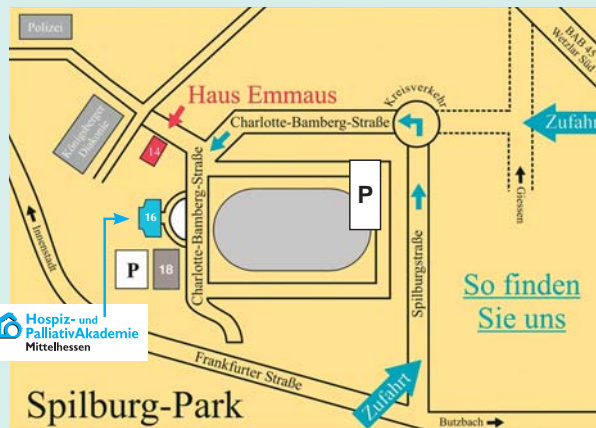 Polizei
BAB 45
Wetzlar Süd
Haus Emmaus
Kreisverkehr
Charlotte-Bamberg-Straße
Zufahrt
Königsberger
Diakonie
14
P
Giessen
16
Charlotte-Bamberg-Straße
Innenstadt
P
18
Spilburgstraße
So finden
Sie uns
Hospiz- und
PalliativAkademie
Mittelhessen
Frankfurter Straße
Zufahrt
Spilburg-Park
Butzbach